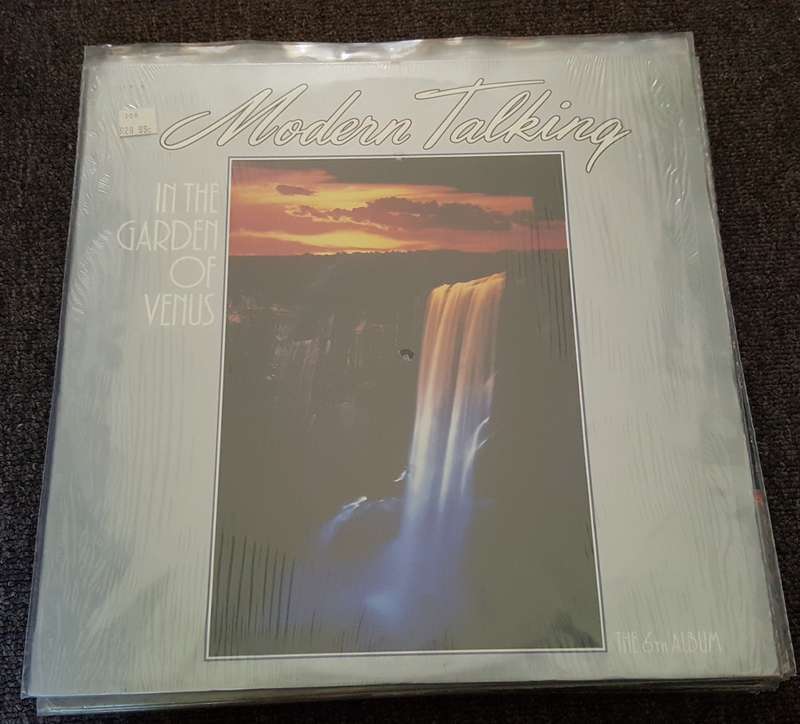 Modern Talking
IN THE
GARDEN
OF
VENUS
THE 6TH ALBUM